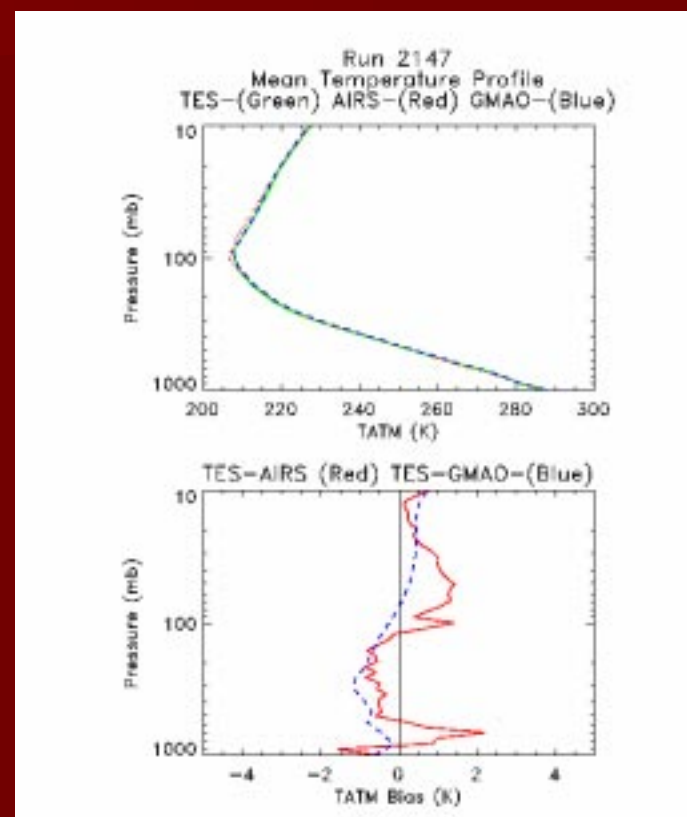 Run 2147
Mean Temperature Profile
TES-(Green) AIRS-(Red) GMAO-(Blue)
10
100
1000
Pressure (mb)
200 220 240 260 280 300
TATM (K)
TES-AIRS (Red) TES-GMAO-(Blue)
10
100
1000
Pressure (mb)
-4 -2 0 2 4
TATM Bias (K)